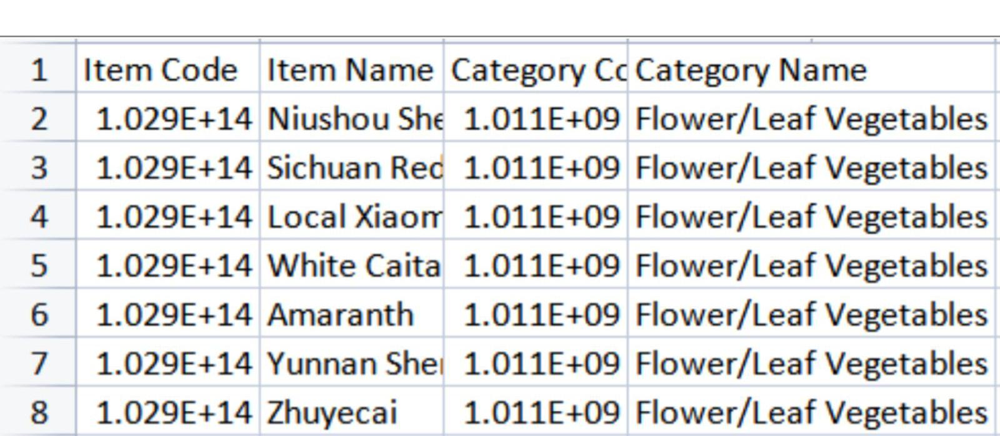 1 Item Code Item Name Category Co Category Name
2 1.029E+14 Niushou She 1.011E+09 Flower/Leaf Vegetables
3 1.029E+14 Sichuan Red 1.011E+09 Flower/Leaf Vegetables
4 1.029E+14 Local Xiaom 1.011E+09 Flower/Leaf Vegetables
5 1.029E+14 White Caita 1.011E+09 Flower/Leaf Vegetables
6 1.029E+14 Amaranth 1.011E+09 Flower/Leaf Vegetables
7 1.029E+14 Yunnan Shen 1.011E+09 Flower/Leaf Vegetables
8 1.029E+14 Zhuyecai 1.011E+09 Flower/Leaf Vegetables